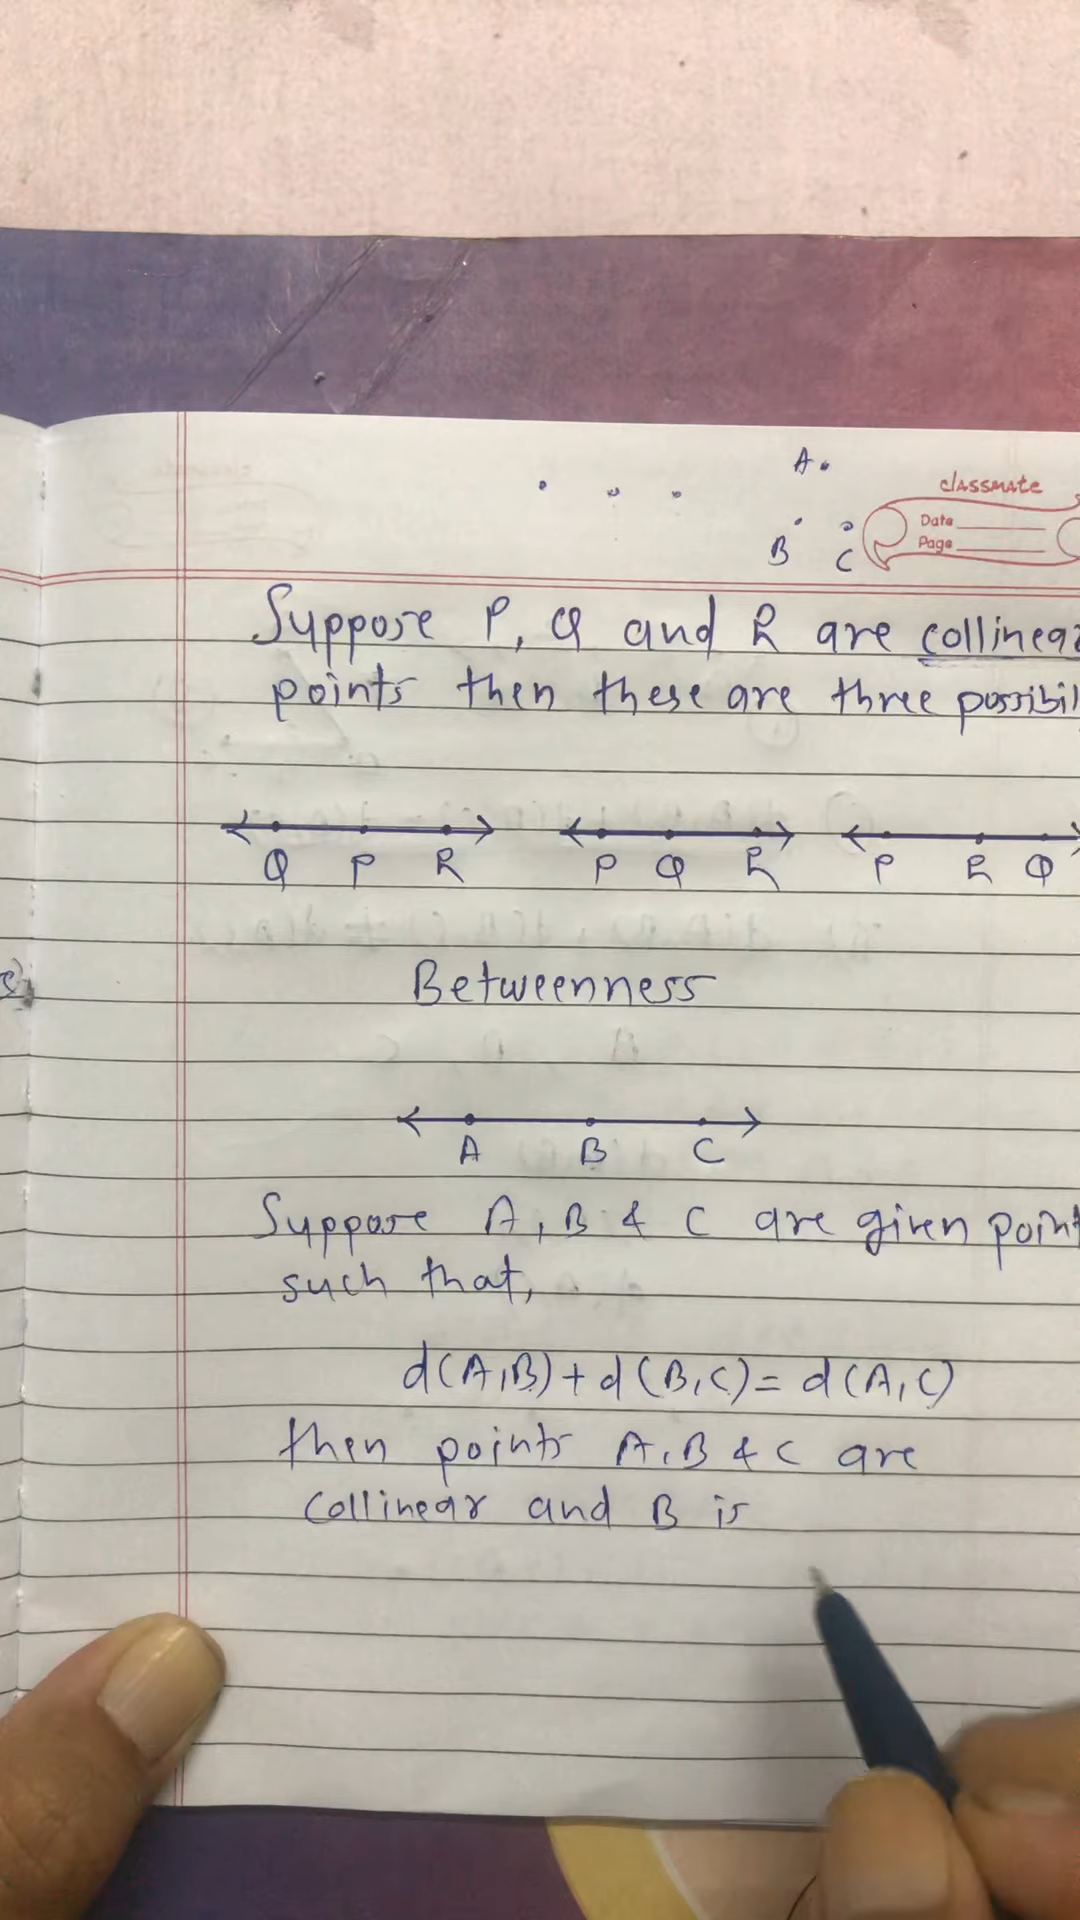 A
classmate
Date
Page
B C
Suppose P, Q and R are collinear
points then these are three possibil
Q P R P Q R P R Q
Betweenness
A B C
Suppose A, B & C are given point
such that,
d(A,B) + d(B,C) = d(A,C)
then points A, B & C are
collinear and B is